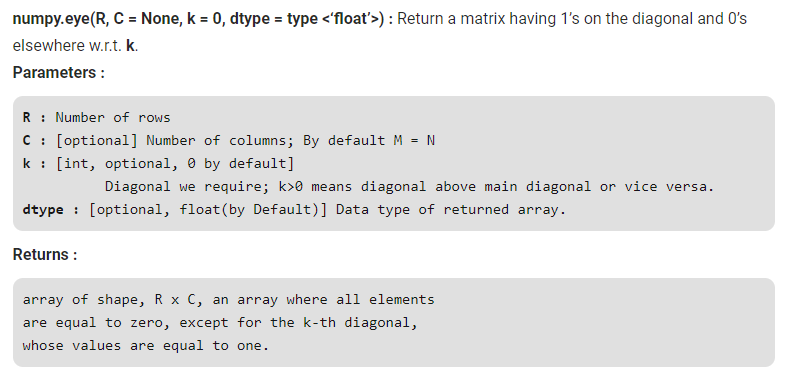 numpy.eye(R, C = None, k = 0, dtype = type <‘float’>) : Return a matrix having 1’s on the diagonal and 0’s
elsewhere w.r.t. k.
Parameters :
R : Number of rows
C : [optional] Number of columns; By default M = N
k : [int, optional, 0 by default]
Diagonal we require; k>0 means diagonal above main diagonal or vice versa.
dtype : [optional, float(by Default)] Data type of returned array.
Returns :
array of shape, R x C, an array where all elements
are equal to zero, except for the k-th diagonal,
whose values are equal to one.